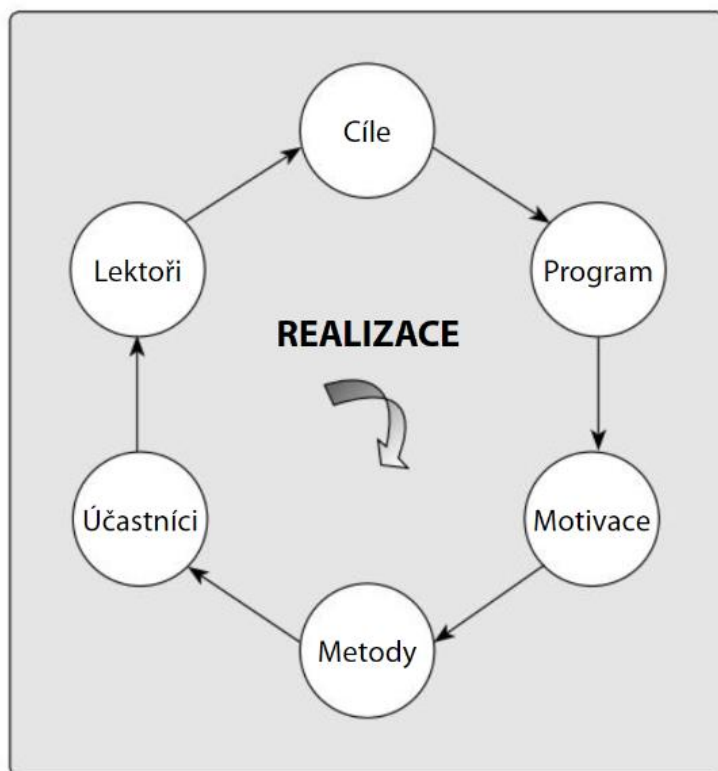 Cíle
Program
Motivace
Metody
Účastníci
Lektoři
REALIZACE